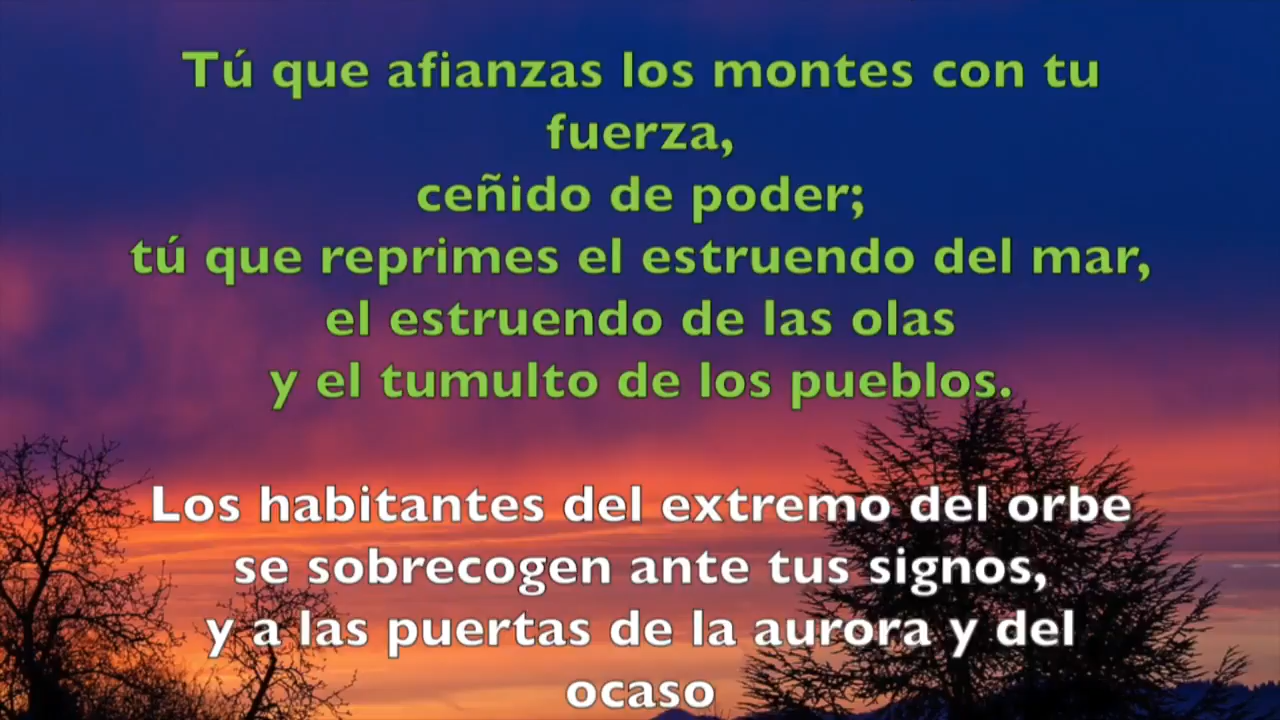 Tú que afianzas los montes con tu
fuerza,
ceñido de poder;
tú que reprimes el estruendo del mar,
el estruendo de las olas
y el tumulto de los pueblos.
Los habitantes del extremo del orbe
se sobrecogen ante tus signos,
y a las puertas de la aurora y del
ocaso